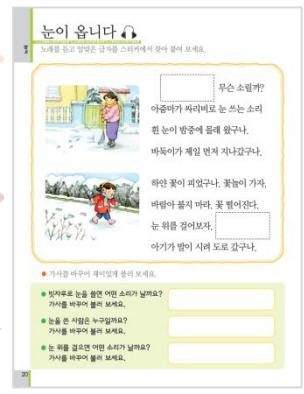 눈이 옵니다
노래를 듣고 알맞은 글자를 스티커에서 찾아 붙여 보세요.
무슨 소릴까?
아줌마가 싸리비로 눈 쓰는 소리
흰 눈이 밤중에 몰래 왔구나.
바둑이가 제일 먼저 지나갔구나.
하얀 꽃이 피었구나. 꽃놀이 가자.
바람아 불지 마라. 꽃 떨어진다.
눈 위를 걸어보자.
아기가 발이 시려 도로 갔구나.
가사를 바꾸어 재미있게 불러 보세요.
빗자루로 눈을 쓸면 어떤 소리가 날까요?
가사를 바꾸어 불러 보세요.
눈을 쓴 사람은 누구일까요?
가사를 바꾸어 불러 보세요.
눈 위를 걸으면 어떤 소리가 날까요?
가사를 바꾸어 불러 보세요.
20